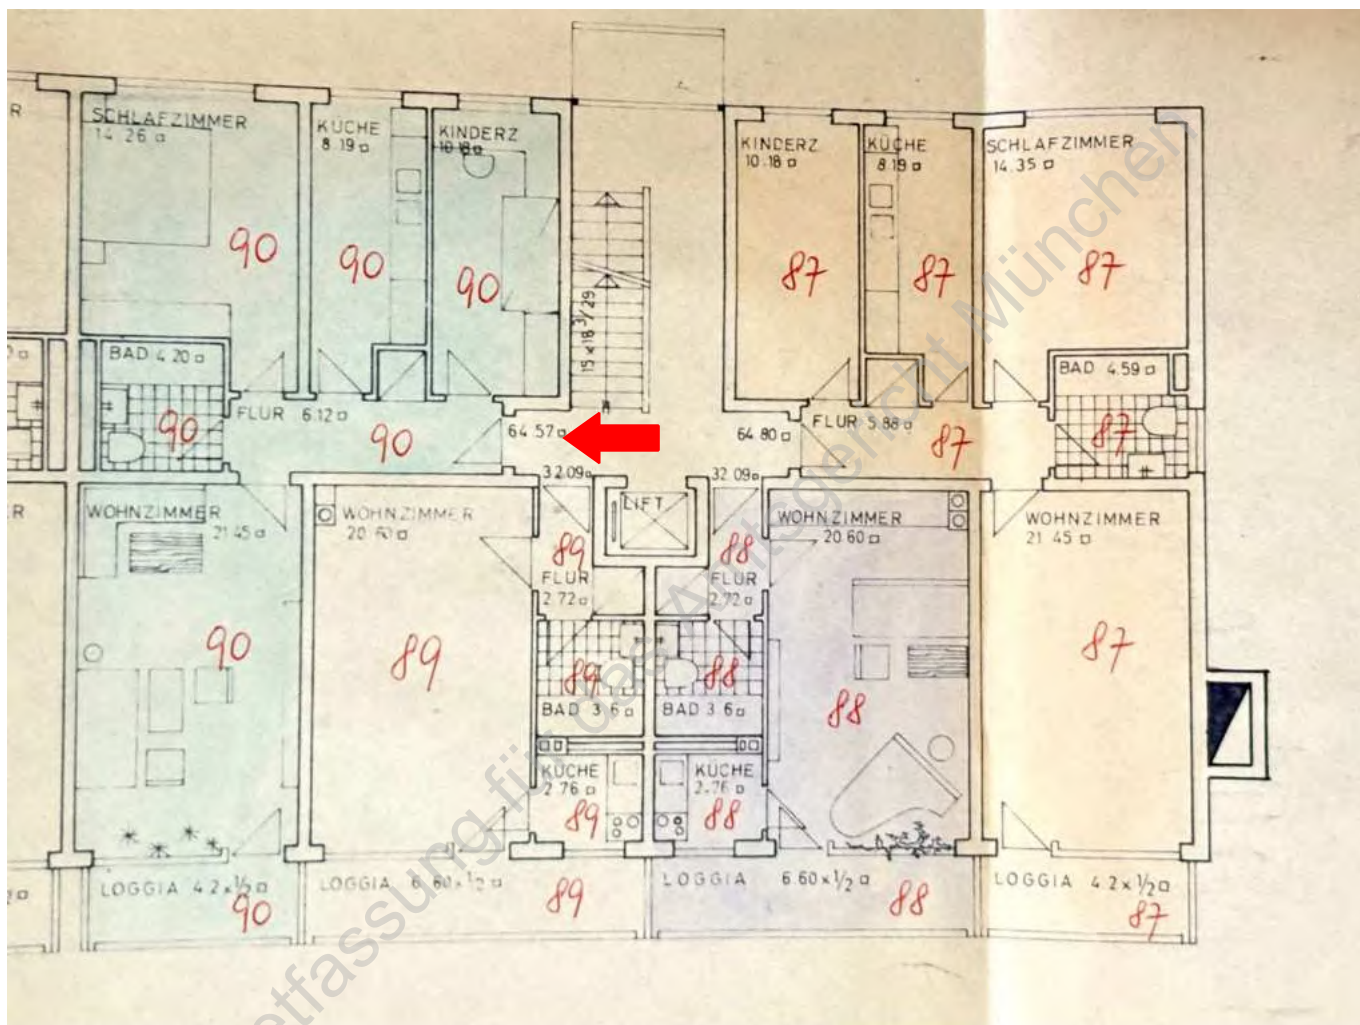 R
SCHLAFZIMMER
14.26
KÜCHE
8.19
KINDERZ
10.18
KINDERZ
10.18
KÜCHE
8.19
SCHLAFZIMMER
14.35
90
90
90
87
87
87
15 x 18 3/29
BAD 4.20
BAD 4.59
90
FLUR 6.12
90
64.57
64.80
FLUR 5.88
87
87
32.09
32.09
R
WOHNZIMMER
21.45
WOHNZIMMER
20.60
LIFT
WOHNZIMMER
20.60
WOHNZIMMER
21.45
89
88
FLUR
2.72
FLUR
2.72
90
89
89
88
88
87
BAD 3.6
BAD 3.6
KÜCHE
2.76
KÜCHE
2.76
89
88
LOGGIA 4.2 x 1/2
LOGGIA 6.60 x 1/2
LOGGIA 6.60 x 1/2
LOGGIA 4.2 x 1/2
90
89
88
87
etfassung für das Amtsgericht München